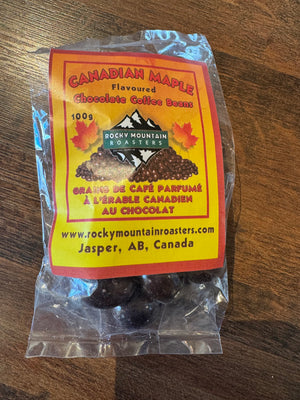 CANADIAN MAPLE
Flavoured
Chocolate Coffee Beans
100g
ROCKY MOUNTAIN
ROASTERS
GRAINS DE CAFÉ PARFUMÉ
À L'ÉRABLE CANADIEN
AU CHOCOLAT
www.rockymountainroasters.com
Jasper, AB, Canada